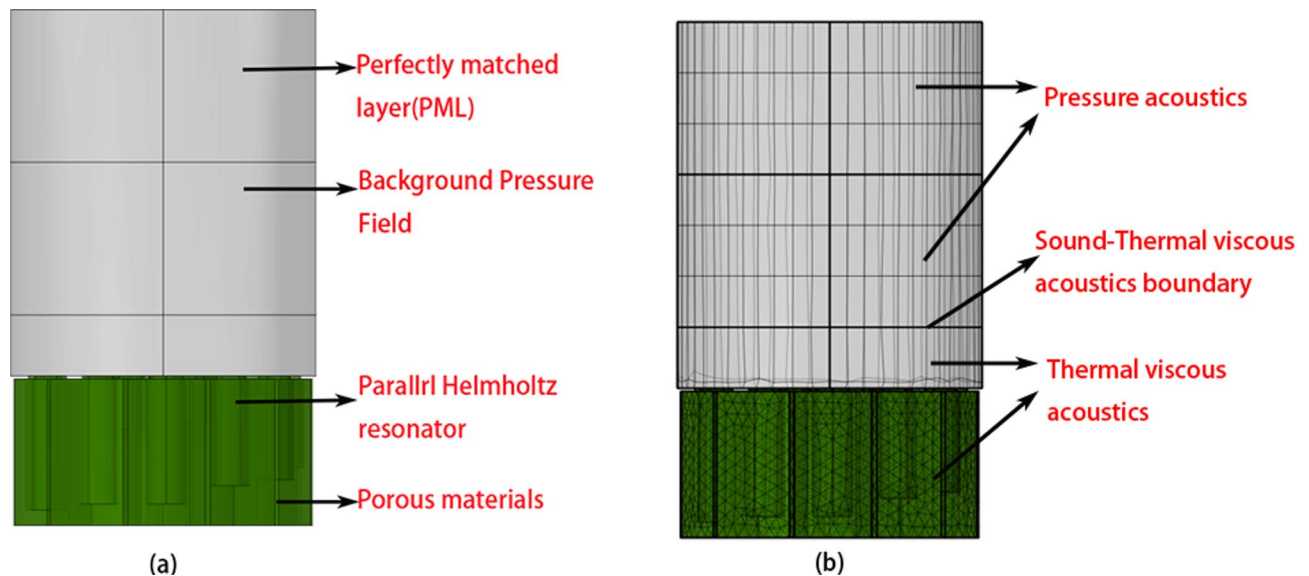 Perfectly matched
layer(PML)
Background Pressure
Field
Parallrl Helmholtz
resonator
Porous materials
(a)
Pressure acoustics
Sound-Thermal viscous
acoustics boundary
Thermal viscous
acoustics
(b)